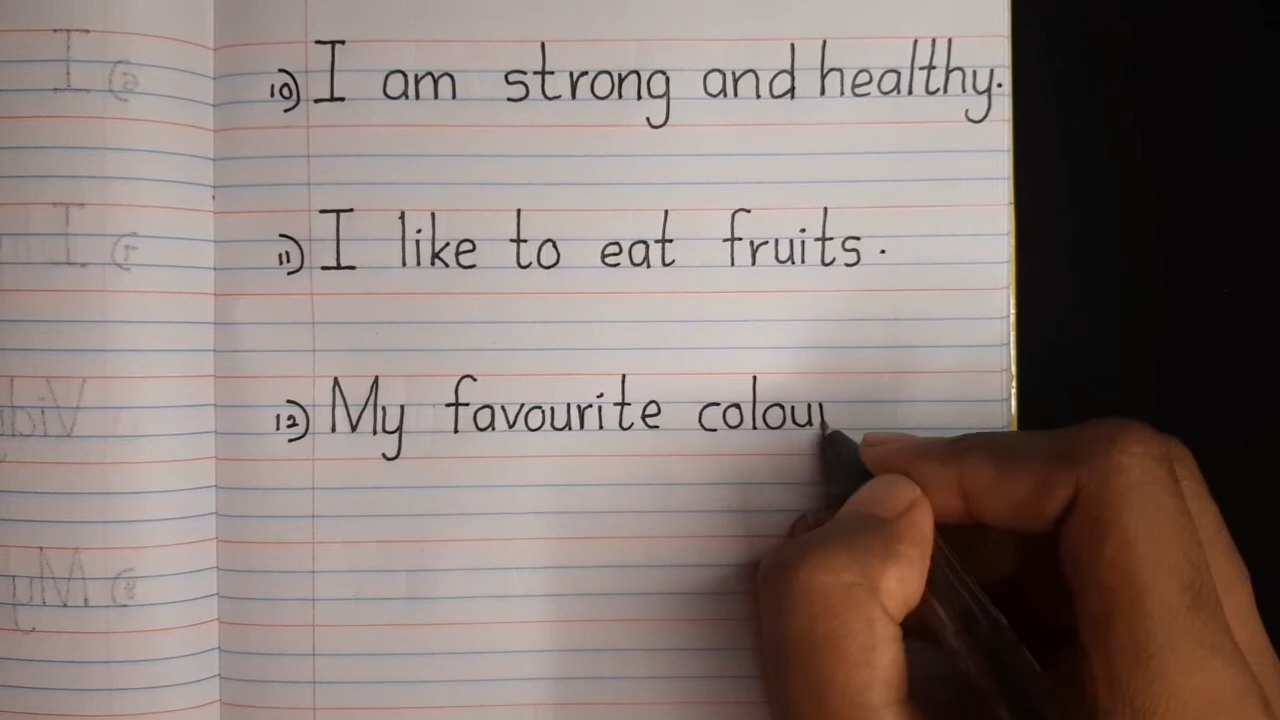 10) I am strong and healthy.
11) I like to eat fruits.
12) My favourite colou